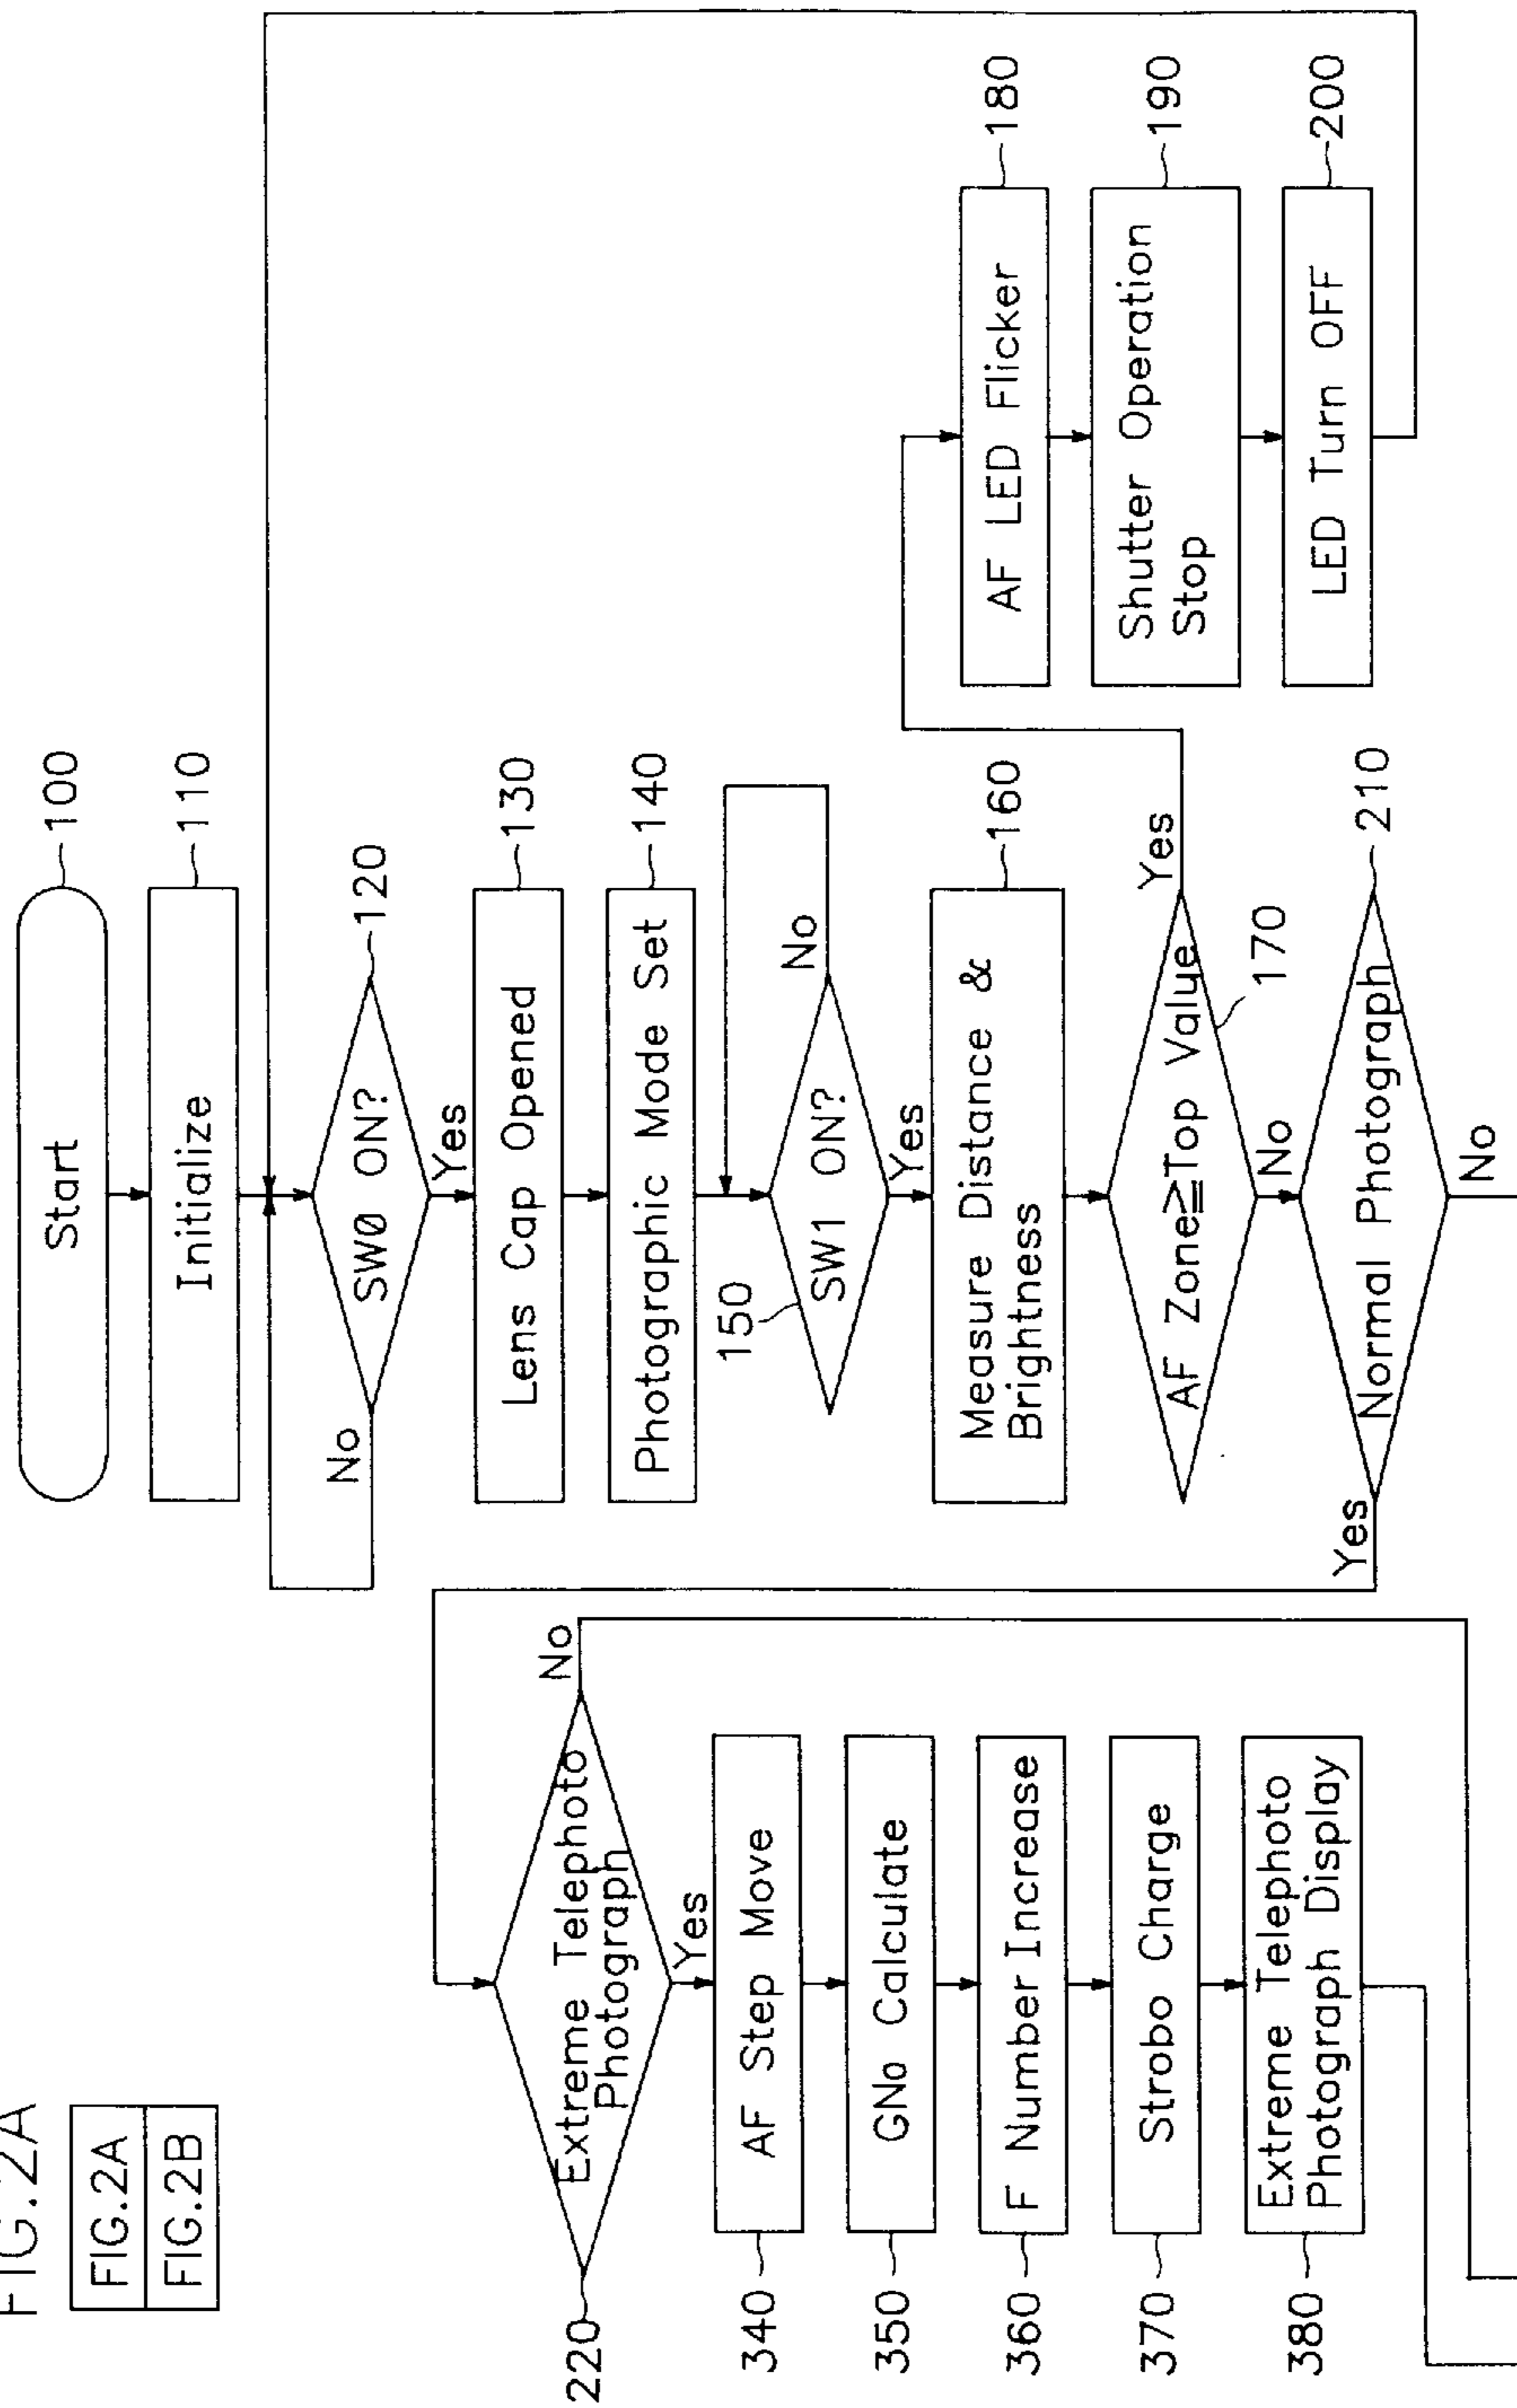 FIG.2A
FIG.2A
FIG.2B
Start
100
Initialize
110
SW0 ON?
120
No
Yes
Lens Cap Opened
130
Photographic Mode Set
140
150
SW1 ON?
No
Yes
Measure Distance &
Brightness
160
AF Zone≧Top Value
170
Yes
No
AF LED Flicker
180
Shutter Operation
Stop
190
LED Turn OFF
200
Normal Photograph
210
Yes
No
220
Extreme Telephoto
Photograph
No
Yes
340
AF Step Move
350
GNo Calculate
360
F Number Increase
370
Strobo Charge
380
Extreme Telephoto
Photograph Display